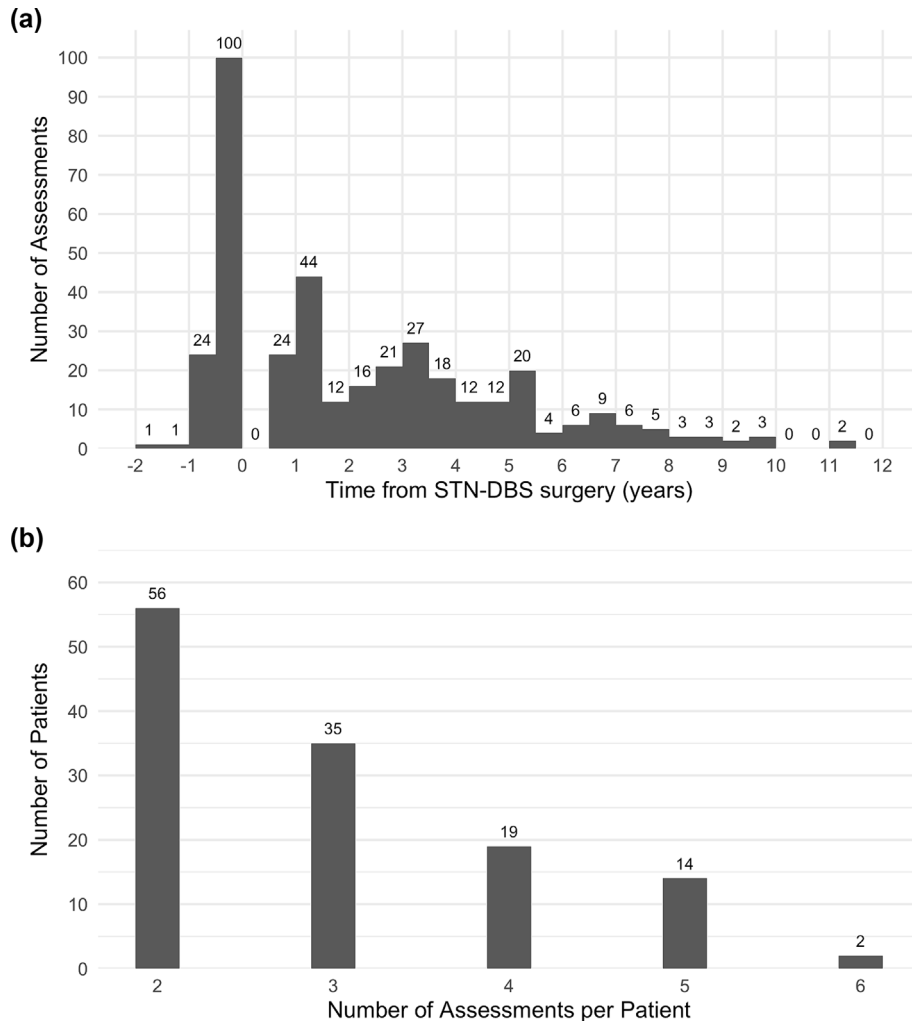 (a)
Number of Assessments
100
90
80
70
60
50
40
30
20
10
0
1 1 24 100 0 24 44 12 16 21 27 18 12 12 20 4 6 9 6 5 3 3 2 3 0 0 2 0
-2 -1 0 1 2 3 4 5 6 7 8 9 10 11 12
Time from STN-DBS surgery (years)
(b)
Number of Patients
60
50
40
30
20
10
0
56 35 19 14 2
2 3 4 5 6
Number of Assessments per Patient